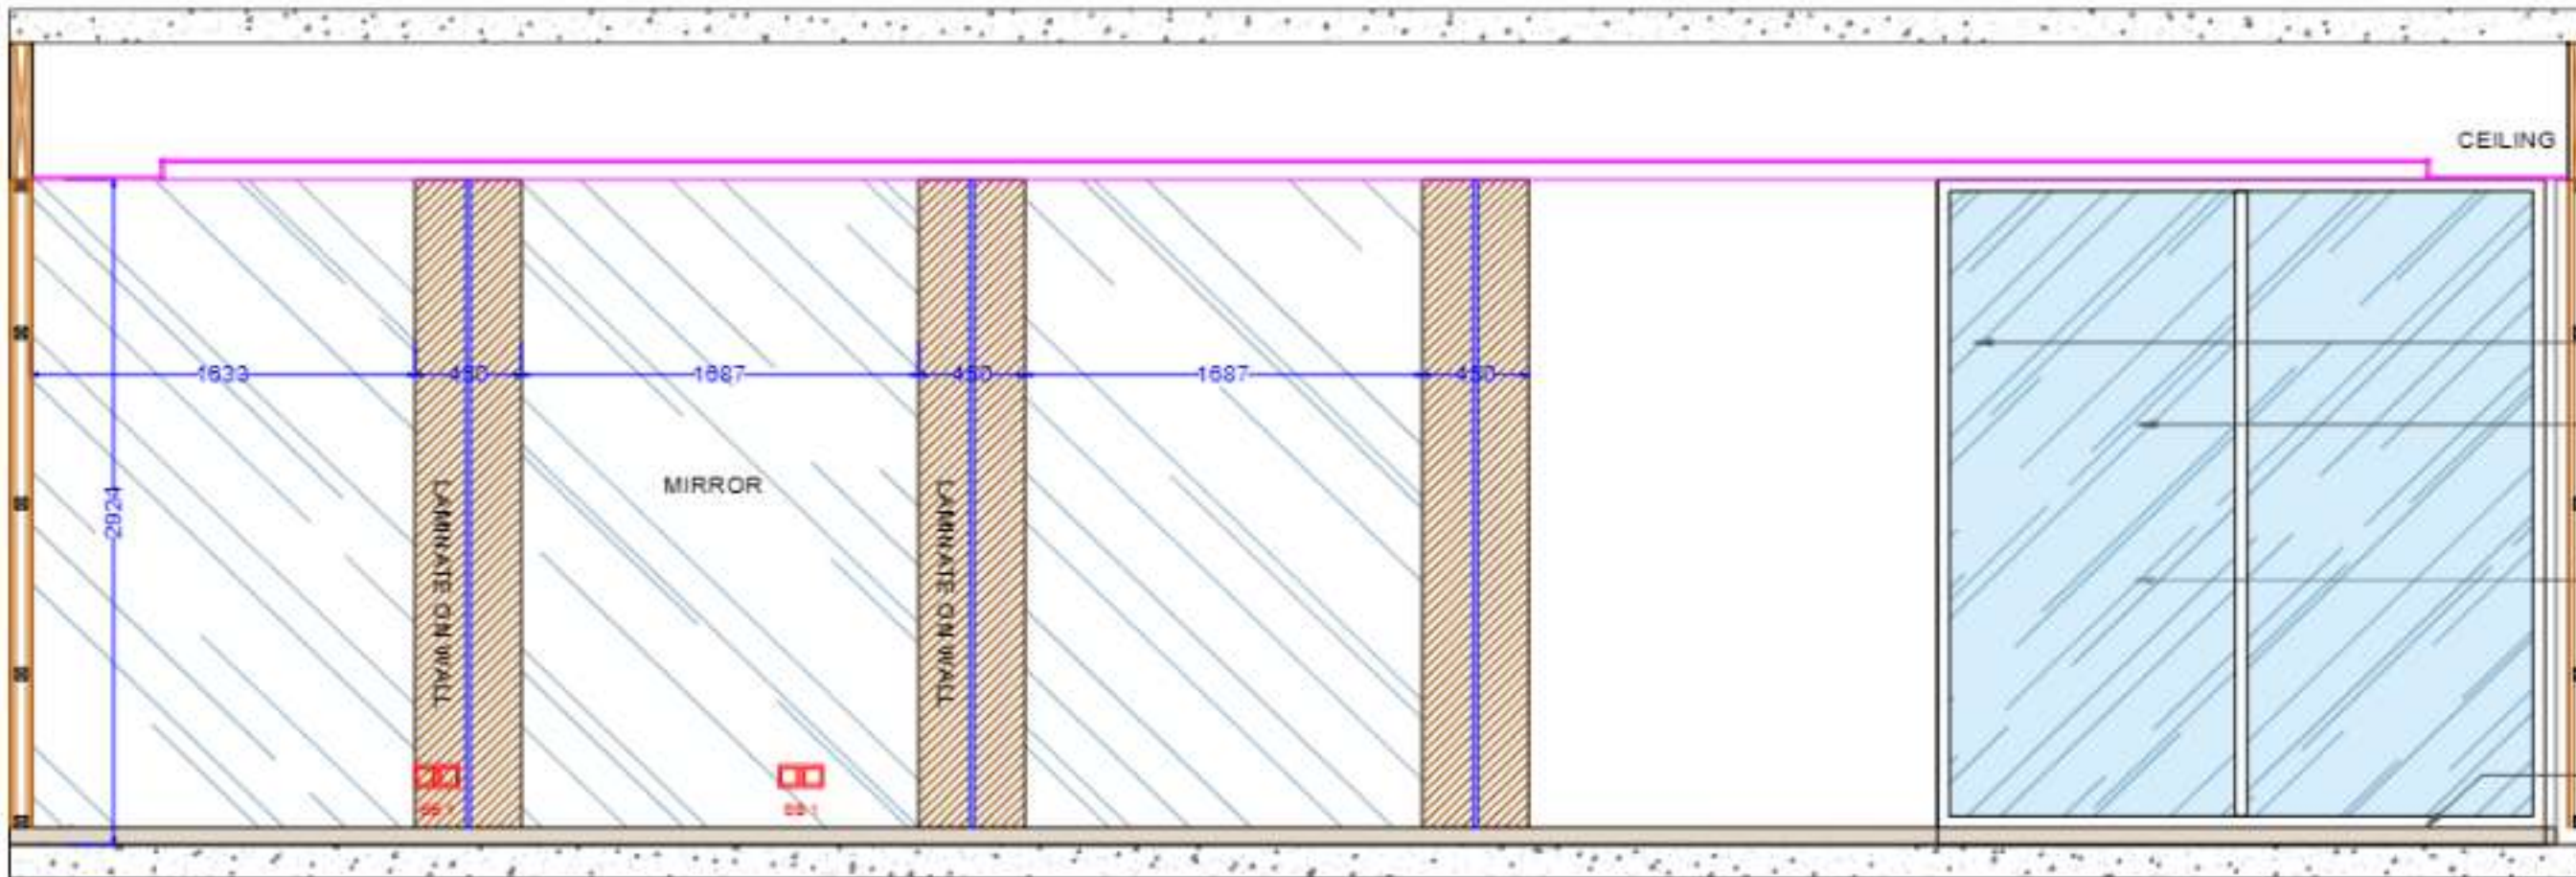 CEILING
1633
450
1687
450
1687
450
MIRROR
LAMINATE ON WALL
LAMINATE ON WALL
2924